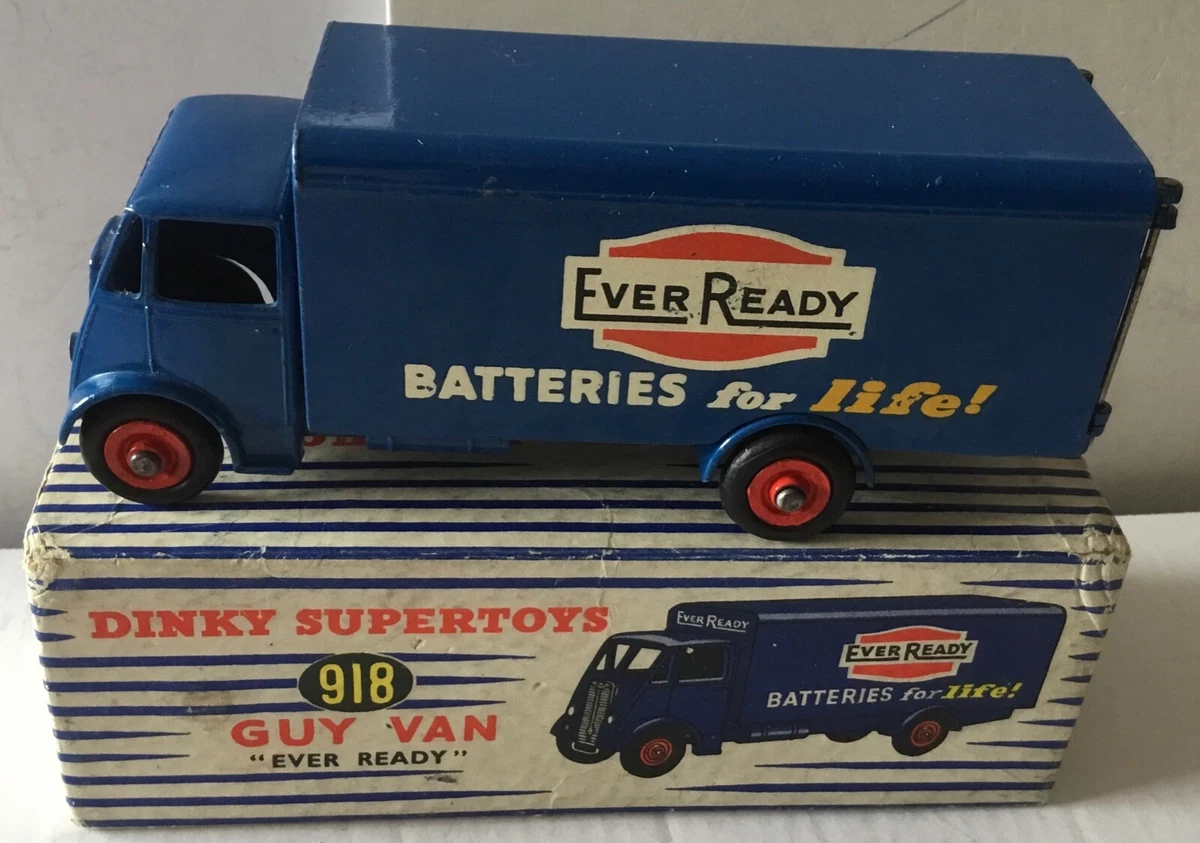 EVER READY
BATTERIES for life!
DINKY SUPERTOYS
918
GUY VAN
"EVER READY"
EVER READY
EVER READY
BATTERIES for life!